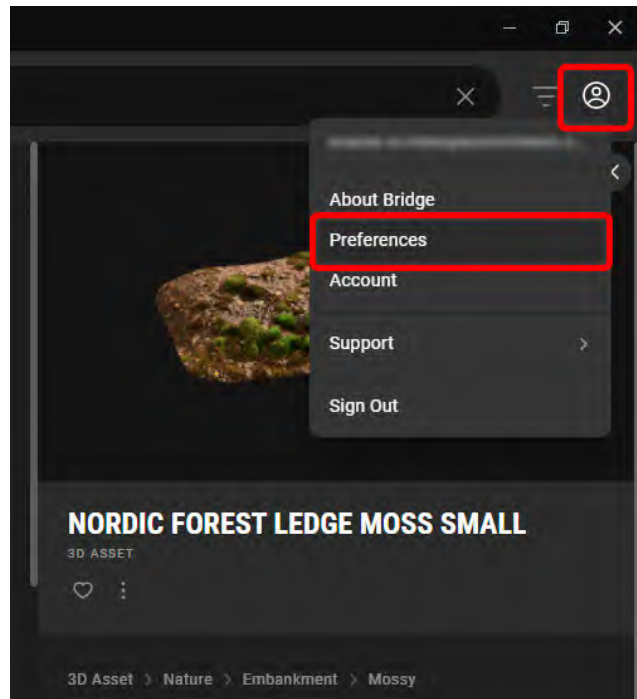 About Bridge
Preferences
Account
Support
Sign Out
NORDIC FOREST LEDGE MOSS SMALL
3D ASSET
3D Asset > Nature > Embankment > Mossy